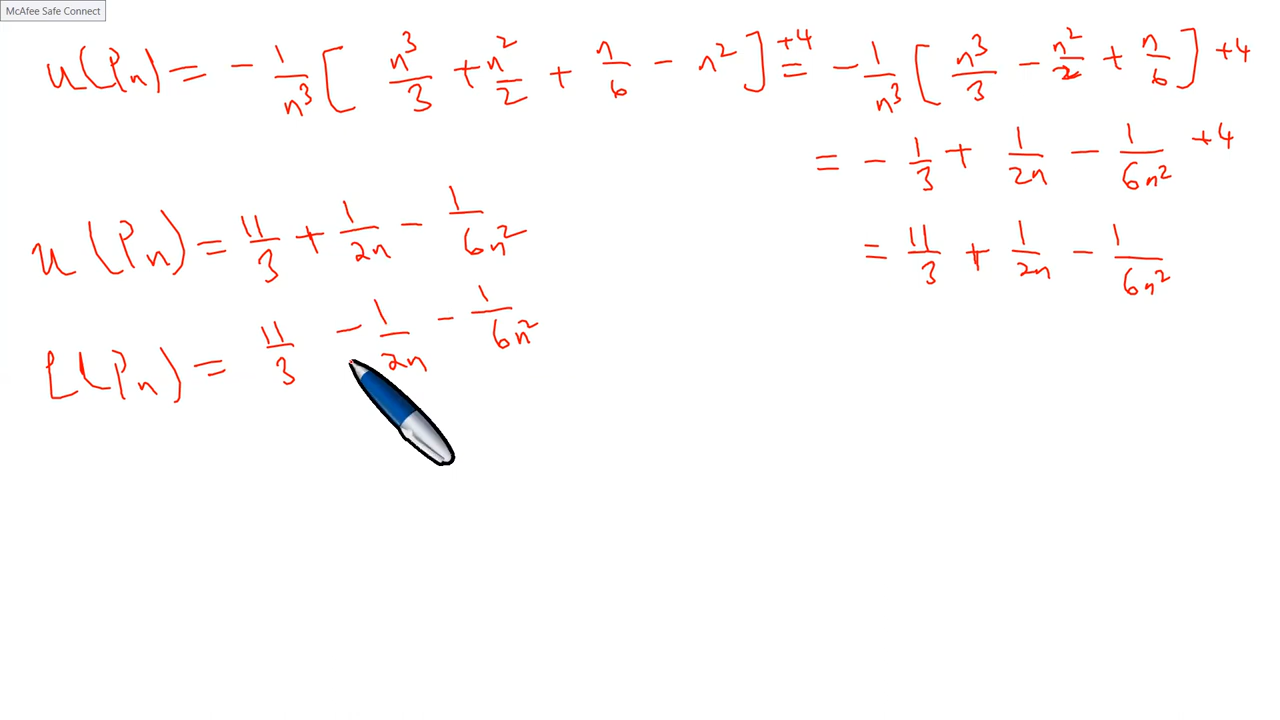 McAfee Safe Connect
u(Pn) = - 1/n³ [ n³/3 + n²/2 + n/6 - n² ] +4 = - 1/n³ [ n³/3 - n²/2 + n/6 ] +4
= - 1/3 + 1/2n - 1/6n² +4
= 11/3 + 1/2n - 1/6n²
u(Pn) = 11/3 + 1/2n - 1/6n²
L(Pn) = 11/3 - 1/2n - 1/6n²